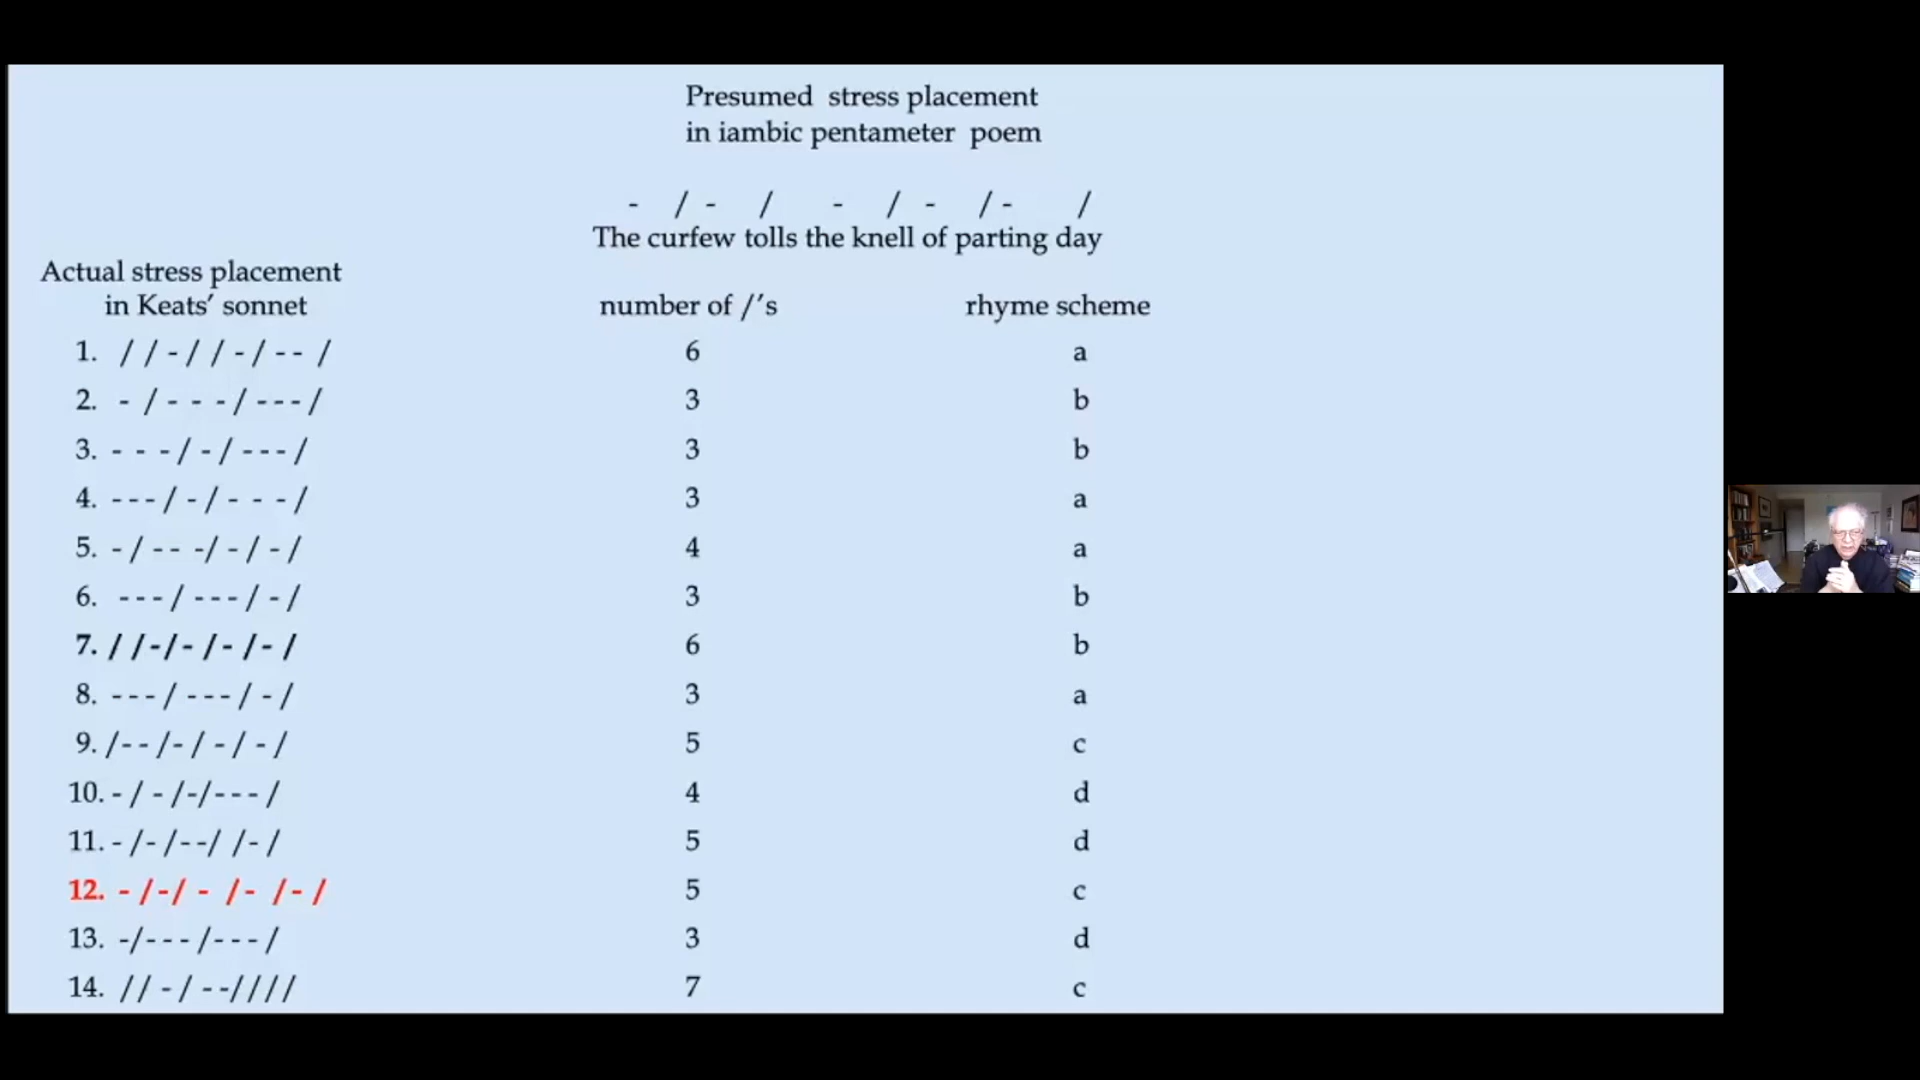 Presumed stress placement
in iambic pentameter poem
- / - / - / - / - /
The curfew tolls the knell of parting day
Actual stress placement
in Keats' sonnet number of /'s rhyme scheme
1. / / - / / - / - - / 6 a
2. - / - - - / - - - / 3 b
3. - - - / - / - - - / 3 b
4. - - - / - / - - - / 3 a
5. - / - - - / - / - / 4 a
6. - - - / - - - / - / 3 b
7. / / - / - / - / - / 6 b
8. - - - / - - - / - / 3 a
9. / - - / - / - / - / 5 c
10. - / - / - / - - - / 4 d
11. - / - / - - / / - / 5 d
12. - / - / - / - / - / 5 c
13. - / - - - / - - - / 3 d
14. / / - / - - / / / / 7 c